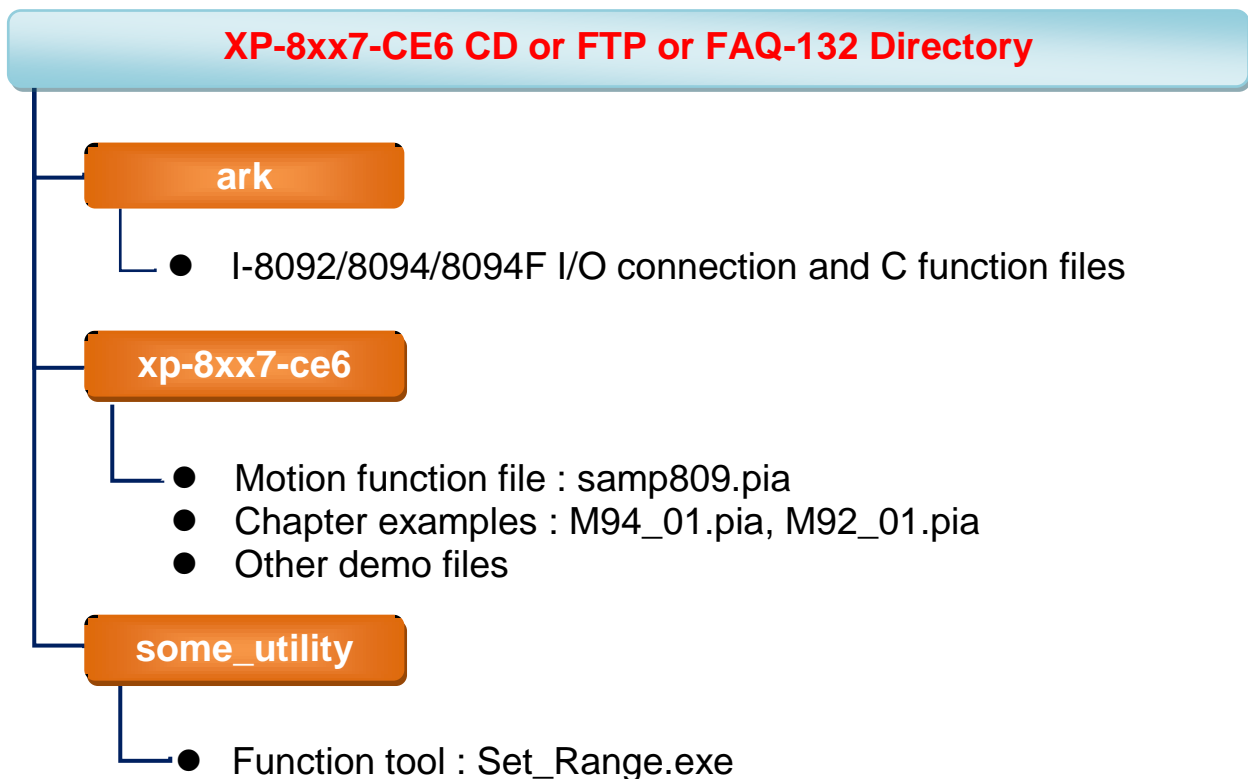 XP-8xx7-CE6 CD or FTP or FAQ-132 Directory
ark
● I-8092/8094/8094F I/O connection and C function files
xp-8xx7-ce6
● Motion function file : samp809.pia
● Chapter examples : M94_01.pia, M92_01.pia
● Other demo files
some_utility
● Function tool : Set_Range.exe